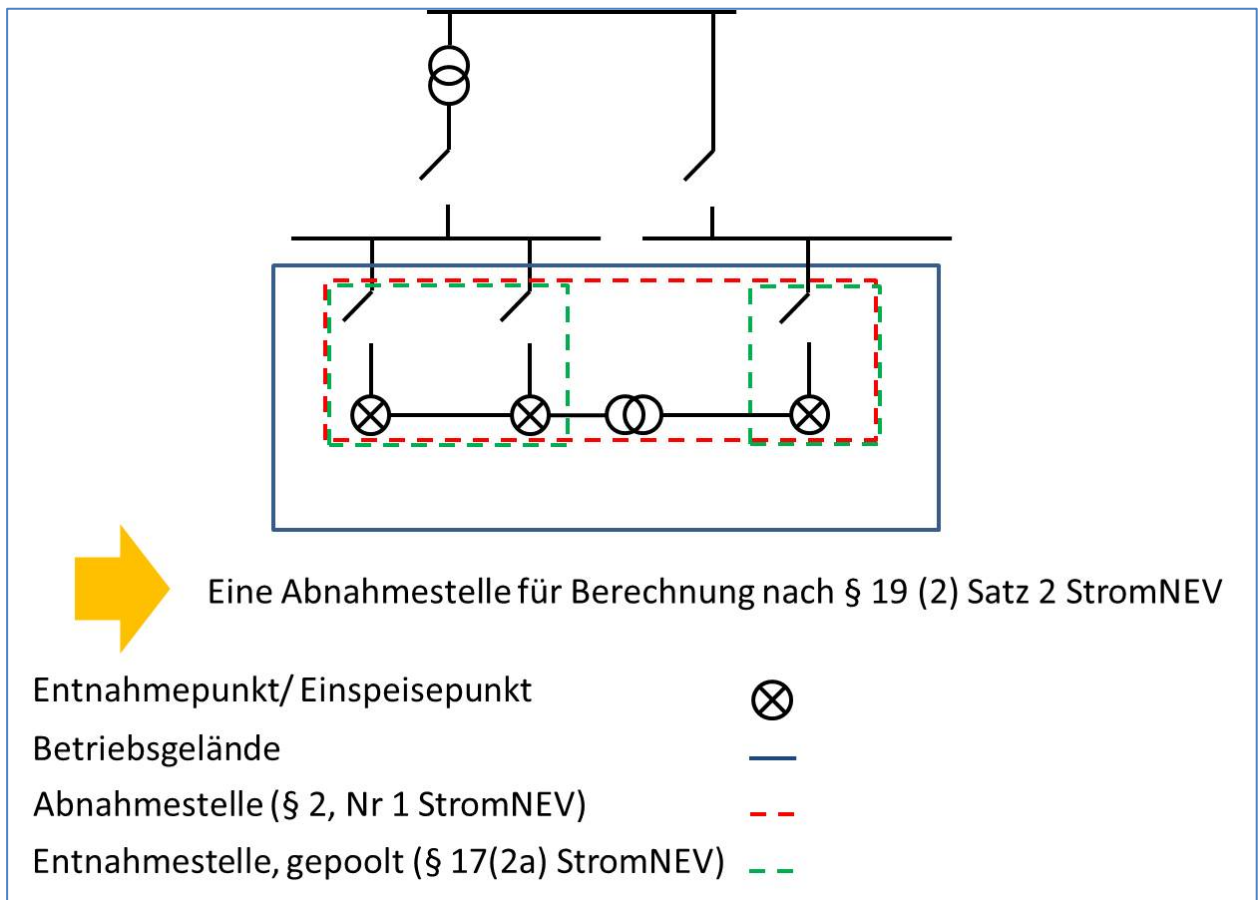 Eine Abnahmestelle für Berechnung nach § 19 (2) Satz 2 StromNEV
Entnahmepunkt/ Einspeisepunkt
Betriebsgelände
Abnahmestelle (§ 2, Nr 1 StromNEV)
Entnahmestelle, gepoolt (§ 17(2a) StromNEV)